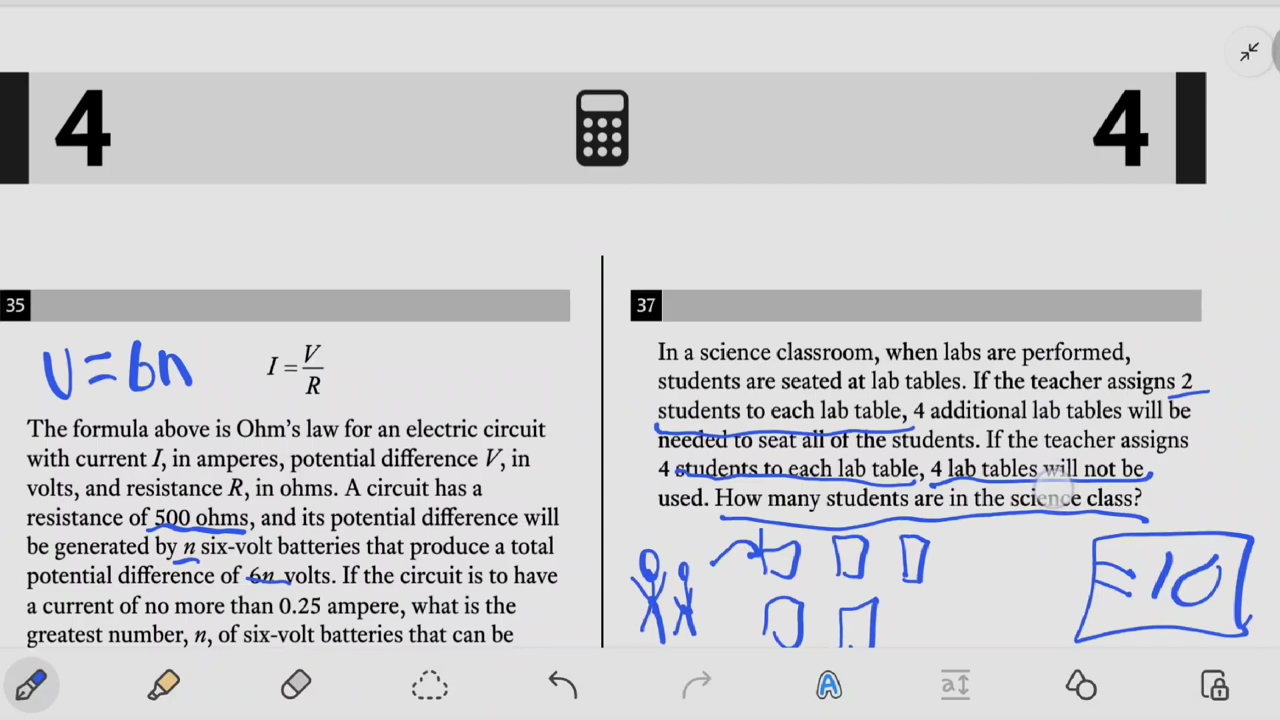 4 4
35
V = 6n
I = V/R
The formula above is Ohm's law for an electric circuit
with current I, in amperes, potential difference V, in
volts, and resistance R, in ohms. A circuit has a
resistance of 500 ohms, and its potential difference will
be generated by n six-volt batteries that produce a total
potential difference of 6n volts. If the circuit is to have
a current of no more than 0.25 ampere, what is the
greatest number, n, of six-volt batteries that can be
37
In a science classroom, when labs are performed,
students are seated at lab tables. If the teacher assigns 2
students to each lab table, 4 additional lab tables will be
needed to seat all of the students. If the teacher assigns
4 students to each lab table, 4 lab tables will not be
used. How many students are in the science class?
= 10
A a